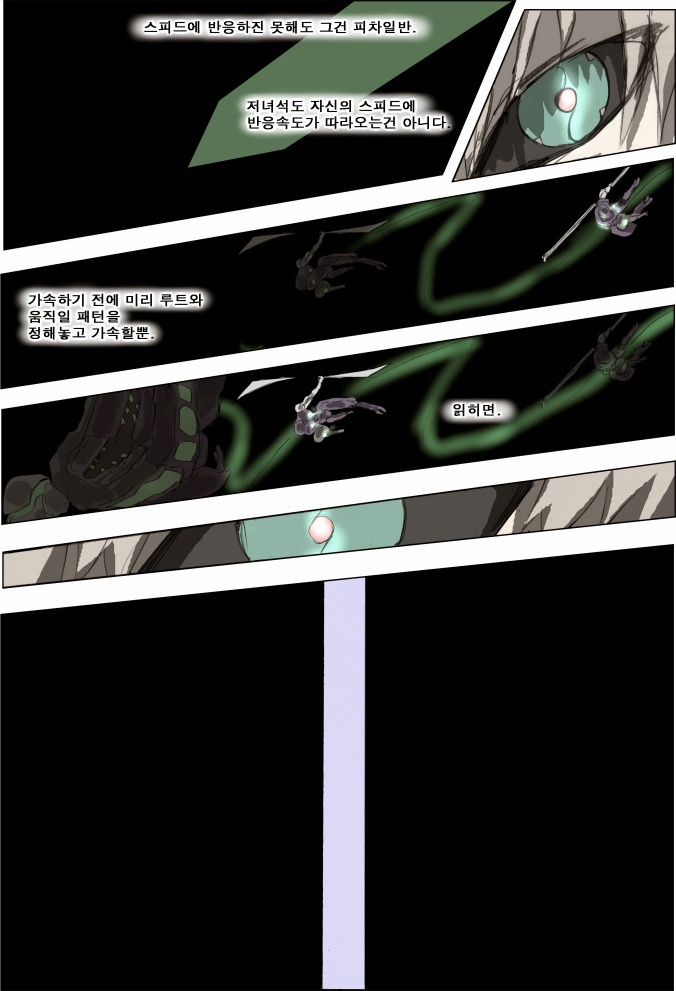 스피드에 반응하진 못해도 그건 피차일반.
저녀석도 자신의 스피드에
반응속도가 따라오는건 아니다.
가속하기 전에 미리 루트와
움직일 패턴을
정해놓고 가속할뿐.
읽히면.